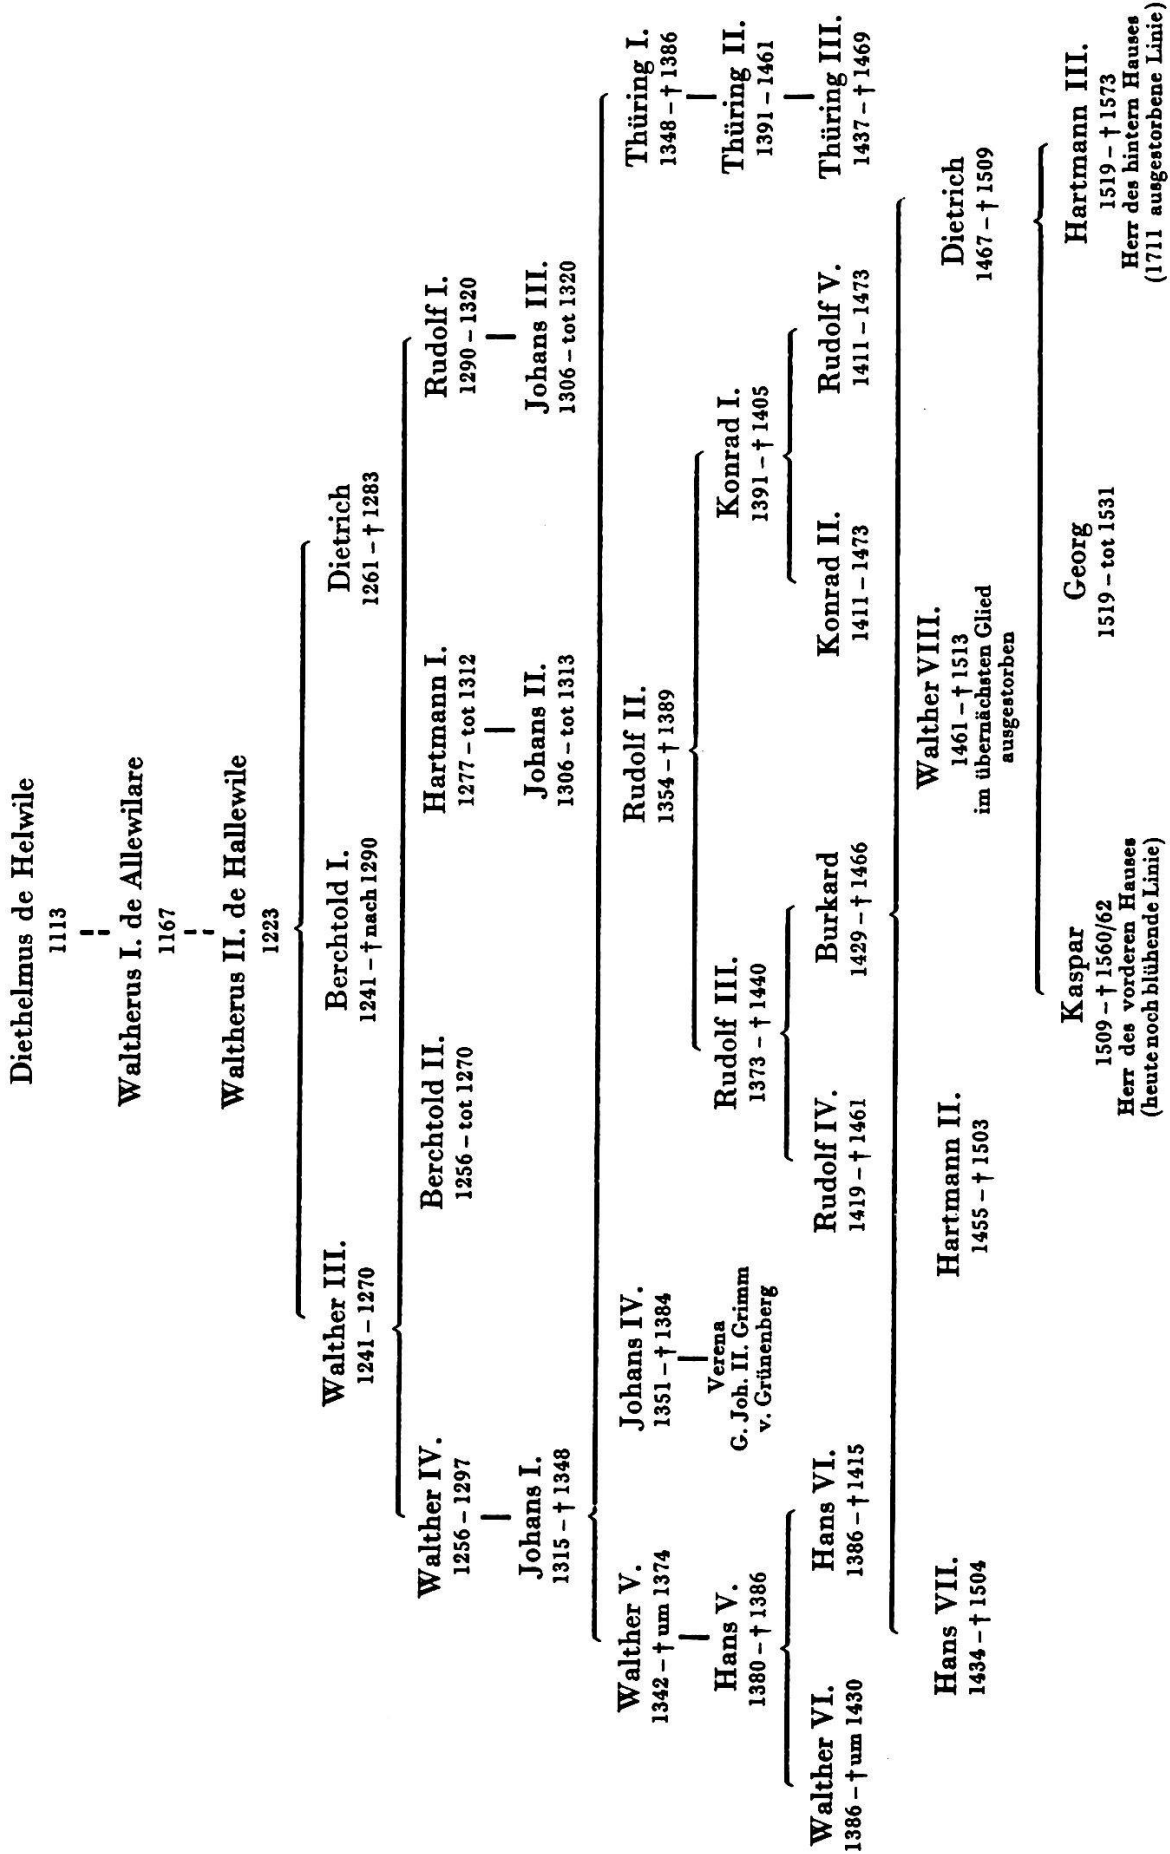 Diethelmus de Helwile
1113
Waltherus I. de Allewilare
1167
Waltherus II. de Hallewile
1223
Walther III.
1241 – 1270
Berchtold I.
1241 – † nach 1290
Dietrich
1261 – † 1283
Walther IV.
1256 – 1297
Berchtold II.
1256 – tot 1270
Hartmann I.
1277 – tot 1312
Rudolf I.
1290 – 1320
Johans I.
1315 – † 1348
Johans II.
1306 – tot 1313
Johans III.
1306 – tot 1320
Walther V.
1342 – † um 1374
Johans IV.
1351 – † 1384
Rudolf II.
1354 – † 1389
Thüring I.
1348 – † 1386
Hans V.
1380 – † 1386
Verena
G. Joh. II. Grimm
v. Grünenberg
Rudolf III.
1373 – † 1440
Konrad I.
1391 – † 1405
Thüring II.
1391 – 1461
Walther VI.
1386 – † um 1430
Hans VI.
1386 – † 1415
Rudolf IV.
1419 – † 1461
Burkard
1429 – † 1466
Konrad II.
1411 – 1473
Rudolf V.
1411 – 1473
Thüring III.
1437 – † 1469
Hans VII.
1434 – † 1504
Hartmann II.
1455 – † 1503
Walther VIII.
1461 – † 1513
im übernächsten Glied
ausgestorben
Dietrich
1467 – † 1509
Kaspar
1509 – † 1560/62
Herr des vorderen Hauses
(heute noch blühende Linie)
Georg
1519 – tot 1531
Hartmann III.
1519 – † 1573
Herr des hintern Hauses
(1711 ausgestorbene Linie)